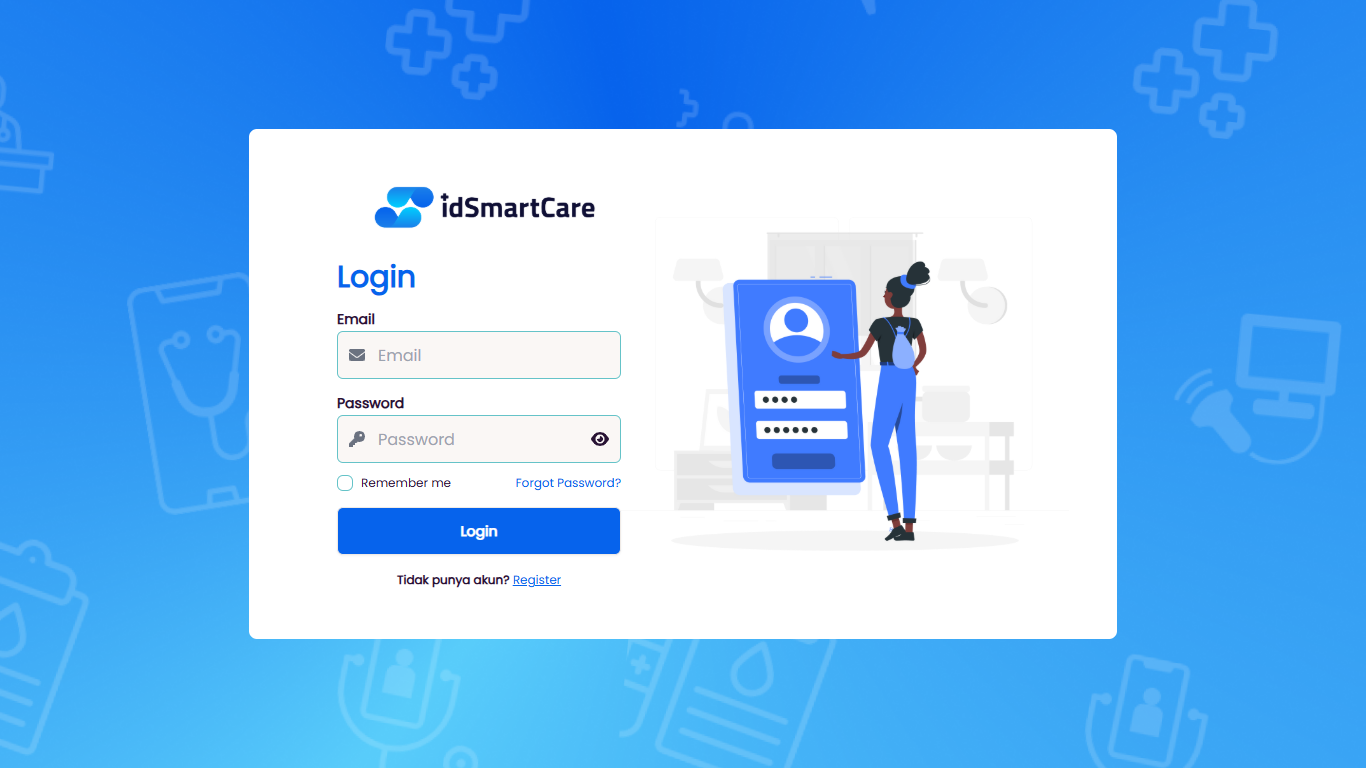 idSmartCare
Login
Email
Email
Password
Password
Remember me Forgot Password?
Login
Tidak punya akun? Register